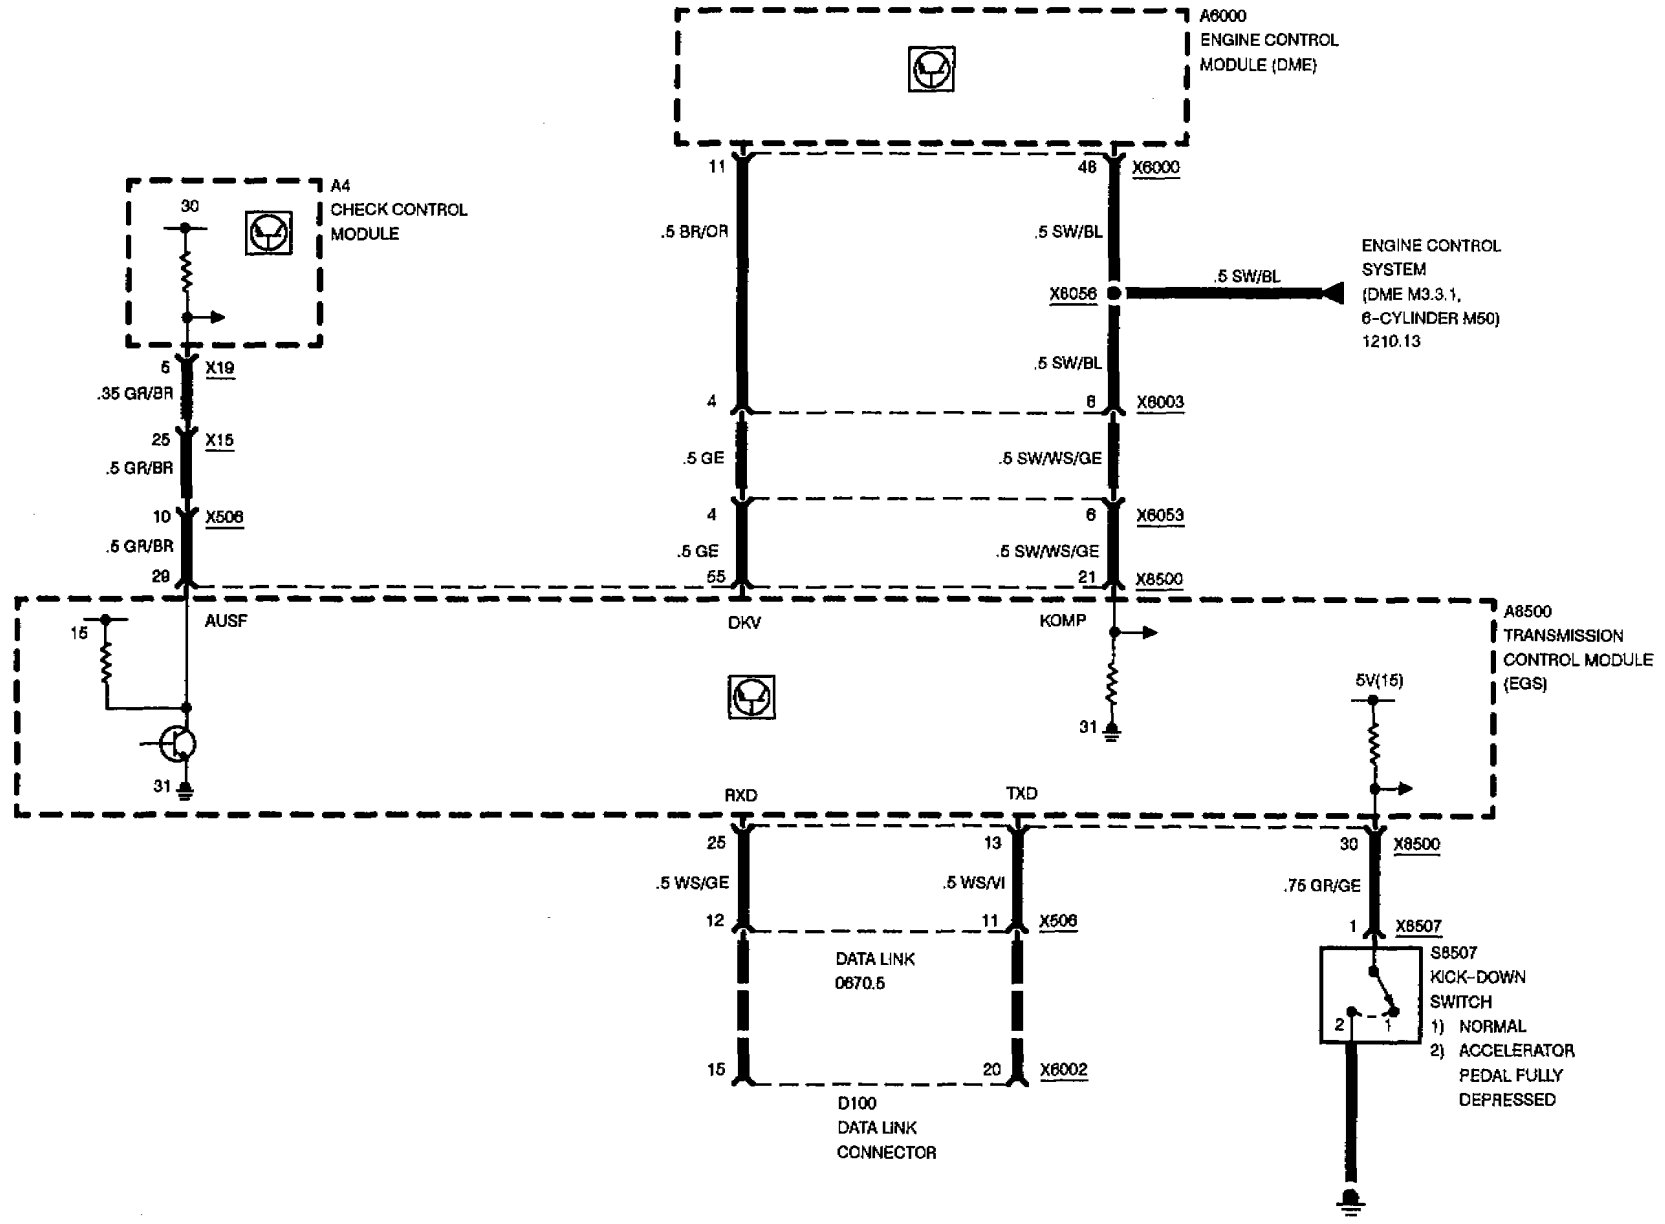 A6000
ENGINE CONTROL
MODULE (DME)
11
48
X6000
A4
CHECK CONTROL
MODULE
30
.5 BR/OR
.5 SW/BL
ENGINE CONTROL
SYSTEM
(DME M3.3.1,
6-CYLINDER M50)
1210.13
.5 SW/BL
X6056
5
X19
.5 SW/BL
.35 GR/BR
4
6
X6003
25
X15
.5 GR/BR
.5 GE
.5 SW/WS/GE
10
X506
4
6
X6053
.5 GR/BR
.5 GE
.5 SW/WS/GE
29
55
21
X8500
15
AUSF
DKV
KOMP
A8500
TRANSMISSION
CONTROL MODULE
(EGS)
5V(15)
31
31
RXD
TXD
25
13
30
X8500
.5 WS/GE
.5 WS/VI
.75 GR/GE
12
11
X506
1
X8507
DATA LINK
0670.5
S8507
KICK-DOWN
SWITCH
1) NORMAL
2) ACCELERATOR
PEDAL FULLY
DEPRESSED
2
1
15
20
X6002
D100
DATA LINK
CONNECTOR